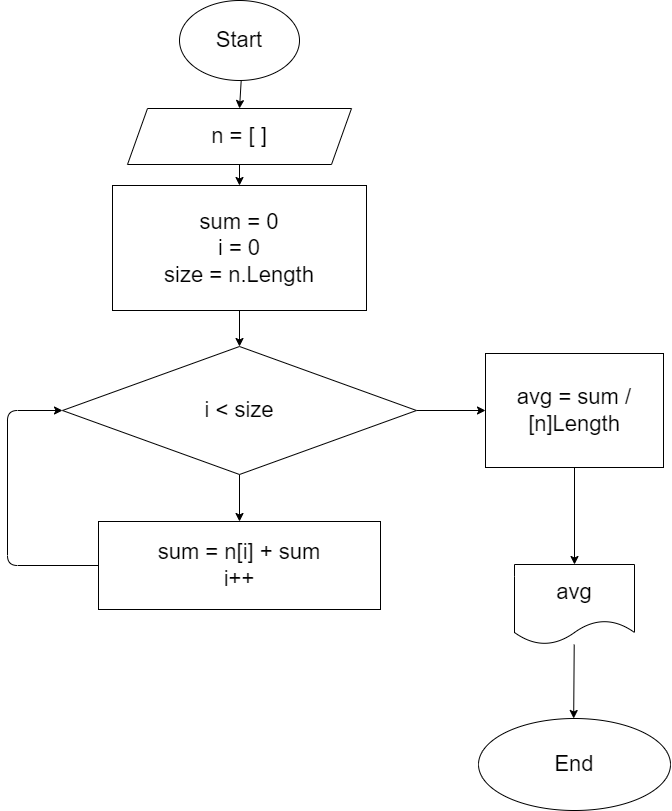 Start
n = [ ]
sum = 0
i = 0
size = n.Length
i < size
avg = sum /
[n]Length
sum = n[i] + sum
i++
avg
End